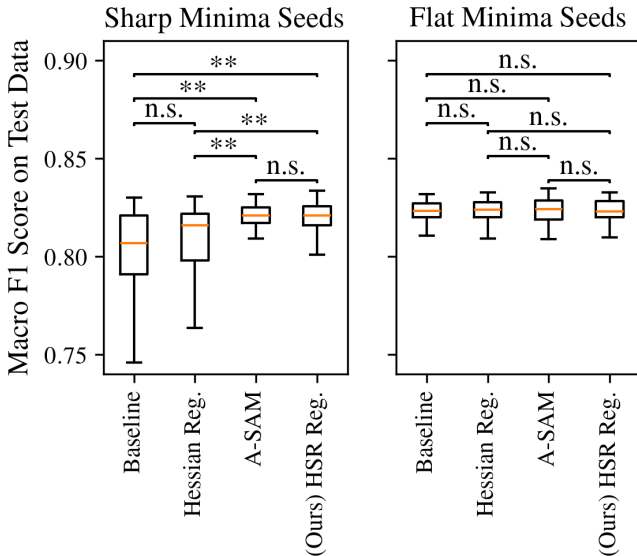 Sharp Minima Seeds
Flat Minima Seeds
Macro F1 Score on Test Data
0.90
0.85
0.80
0.75
**
**
n.s.
**
**
n.s.
n.s.
n.s.
n.s.
n.s.
n.s.
n.s.
Baseline
Hessian Reg.
A-SAM
(Ours) HSR Reg.
Baseline
Hessian Reg.
A-SAM
(Ours) HSR Reg.